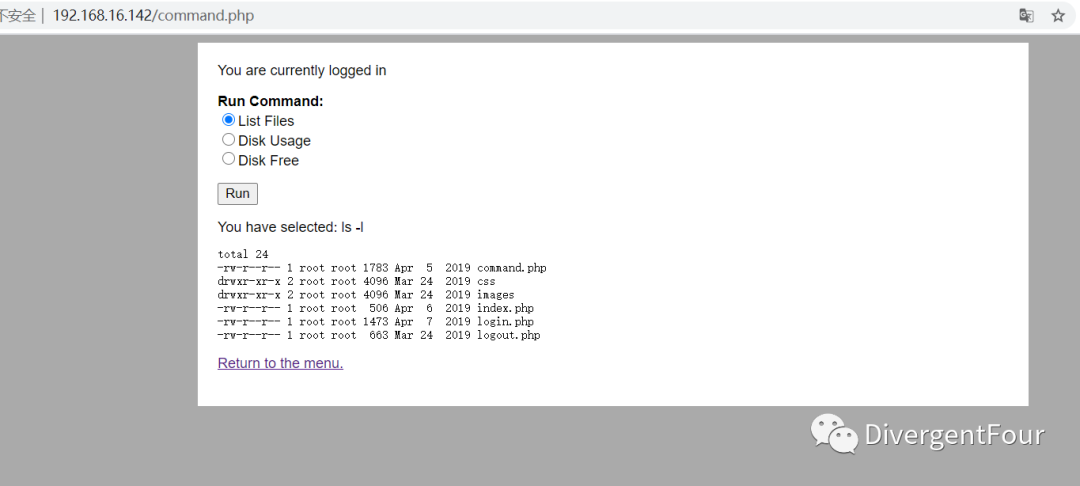 不安全 | 192.168.16.142/command.php
You are currently logged in
Run Command:
List Files
Disk Usage
Disk Free
Run
You have selected: ls -l
total 24
-rw-r--r-- 1 root root 1783 Apr  5  2019 command.php
drwxr-xr-x 2 root root 4096 Mar 24  2019 css
drwxr-xr-x 2 root root 4096 Mar 24  2019 images
-rw-r--r-- 1 root root  506 Apr  6  2019 index.php
-rw-r--r-- 1 root root 1473 Apr  7  2019 login.php
-rw-r--r-- 1 root root  663 Mar 24  2019 logout.php
Return to the menu.
DivergentFour